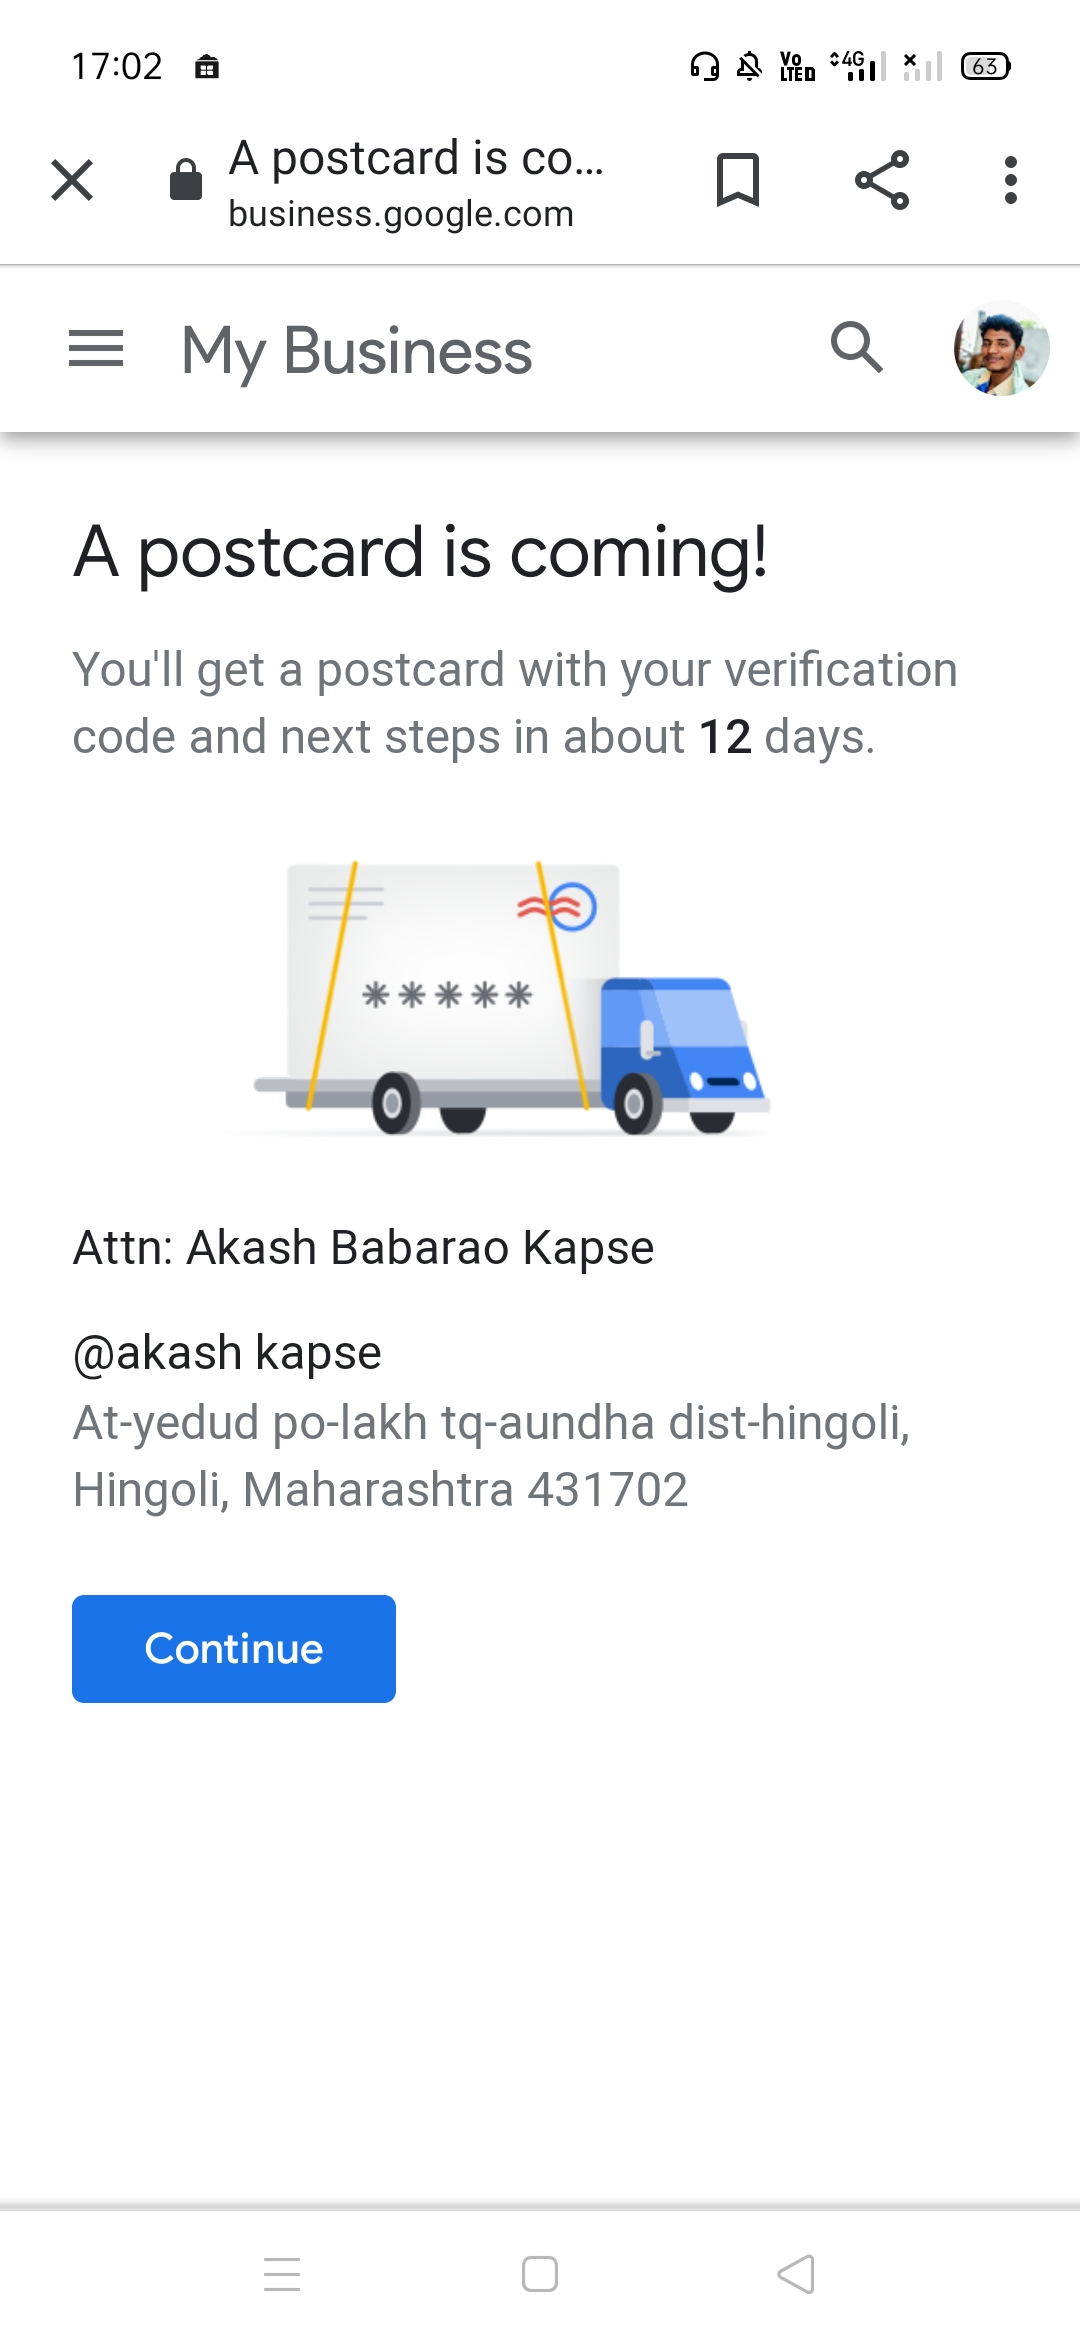 17:02
Vo LTE 4G 63
A postcard is co...
business.google.com
My Business
A postcard is coming!
You'll get a postcard with your verification
code and next steps in about 12 days.
*****
Attn: Akash Babarao Kapse
@akash kapse
At-yedud po-lakh tq-aundha dist-hingoli,
Hingoli, Maharashtra 431702
Continue